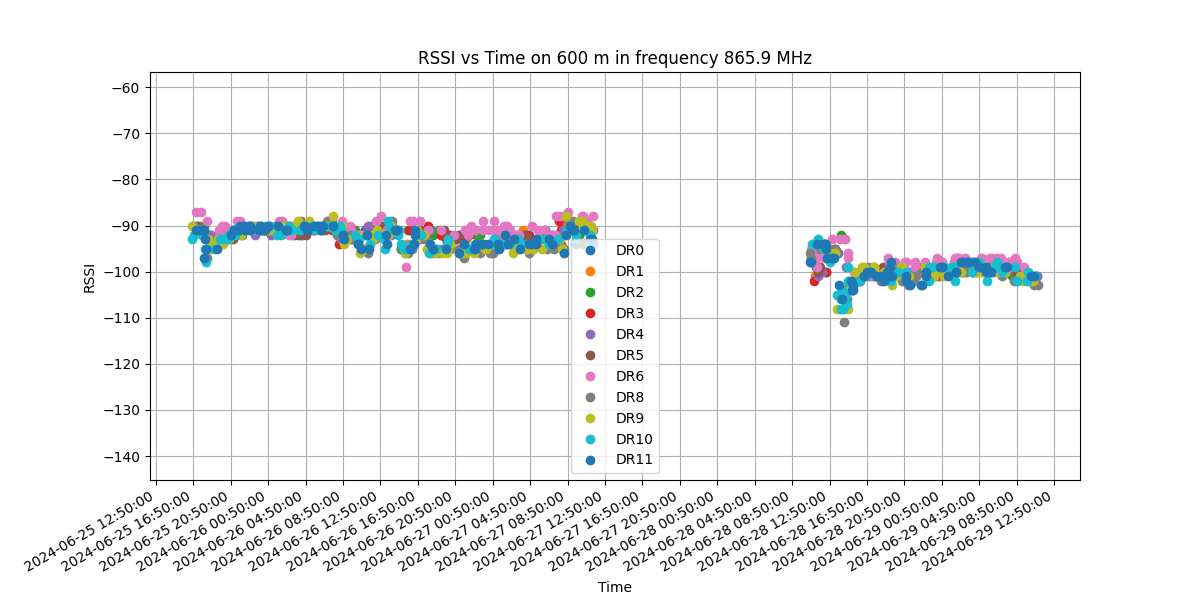 RSSI vs Time on 600 m in frequency 865.9 MHz
RSSI
−60
−70
−80
−90
−100
−110
−120
−130
−140
DR0
DR1
DR2
DR3
DR4
DR5
DR6
DR8
DR9
DR10
DR11
2024-06-25 12:50:00
2024-06-25 16:50:00
2024-06-25 20:50:00
2024-06-26 00:50:00
2024-06-26 04:50:00
2024-06-26 08:50:00
2024-06-26 12:50:00
2024-06-26 16:50:00
2024-06-26 20:50:00
2024-06-27 00:50:00
2024-06-27 04:50:00
2024-06-27 08:50:00
2024-06-27 12:50:00
2024-06-27 16:50:00
2024-06-27 20:50:00
2024-06-28 00:50:00
2024-06-28 04:50:00
2024-06-28 08:50:00
2024-06-28 12:50:00
2024-06-28 16:50:00
2024-06-28 20:50:00
2024-06-29 00:50:00
2024-06-29 04:50:00
2024-06-29 08:50:00
2024-06-29 12:50:00
Time